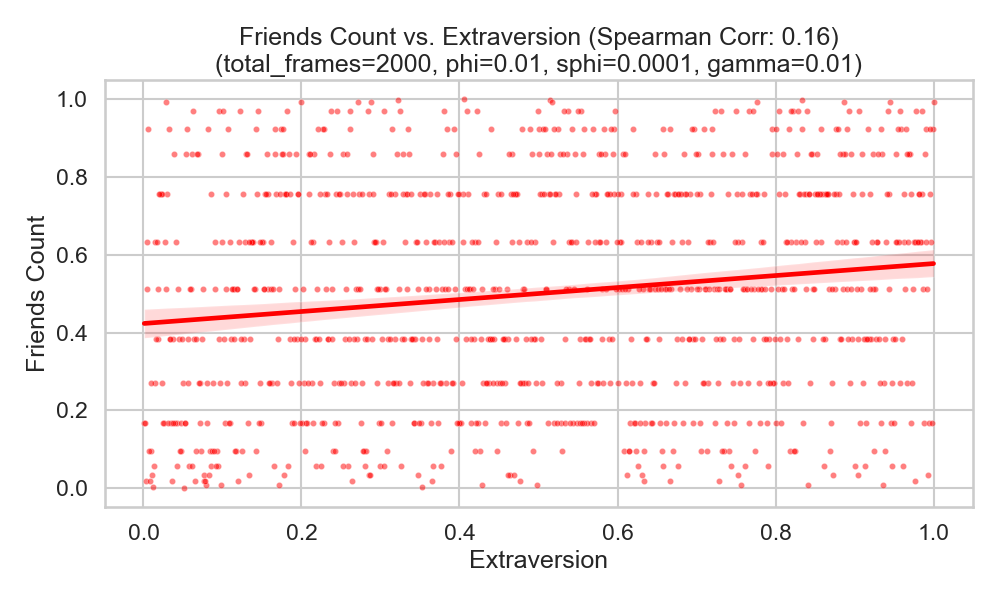 Friends Count vs. Extraversion (Spearman Corr: 0.16)
(total_frames=2000, phi=0.01, sphi=0.0001, gamma=0.01)
Friends Count
1.0
0.8
0.6
0.4
0.2
0.0
0.0 0.2 0.4 0.6 0.8 1.0
Extraversion